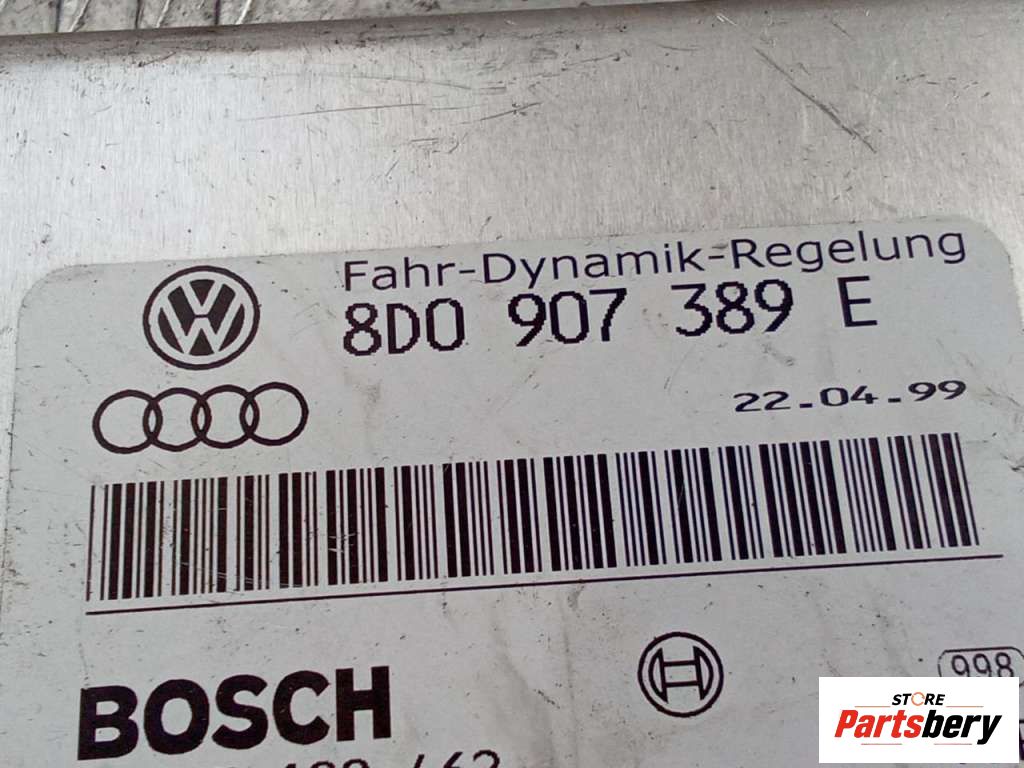 Fahr-Dynamik-Regelung
8D0 907 389 E
22.04.99
BOSCH
998
STORE
Partsbery